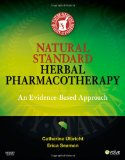 NATURAL STANDARD
HERBAL
PHARMACOTHERAPY
An Evidence-Based Approach
Catherine Ulbricht
Erica Seamon